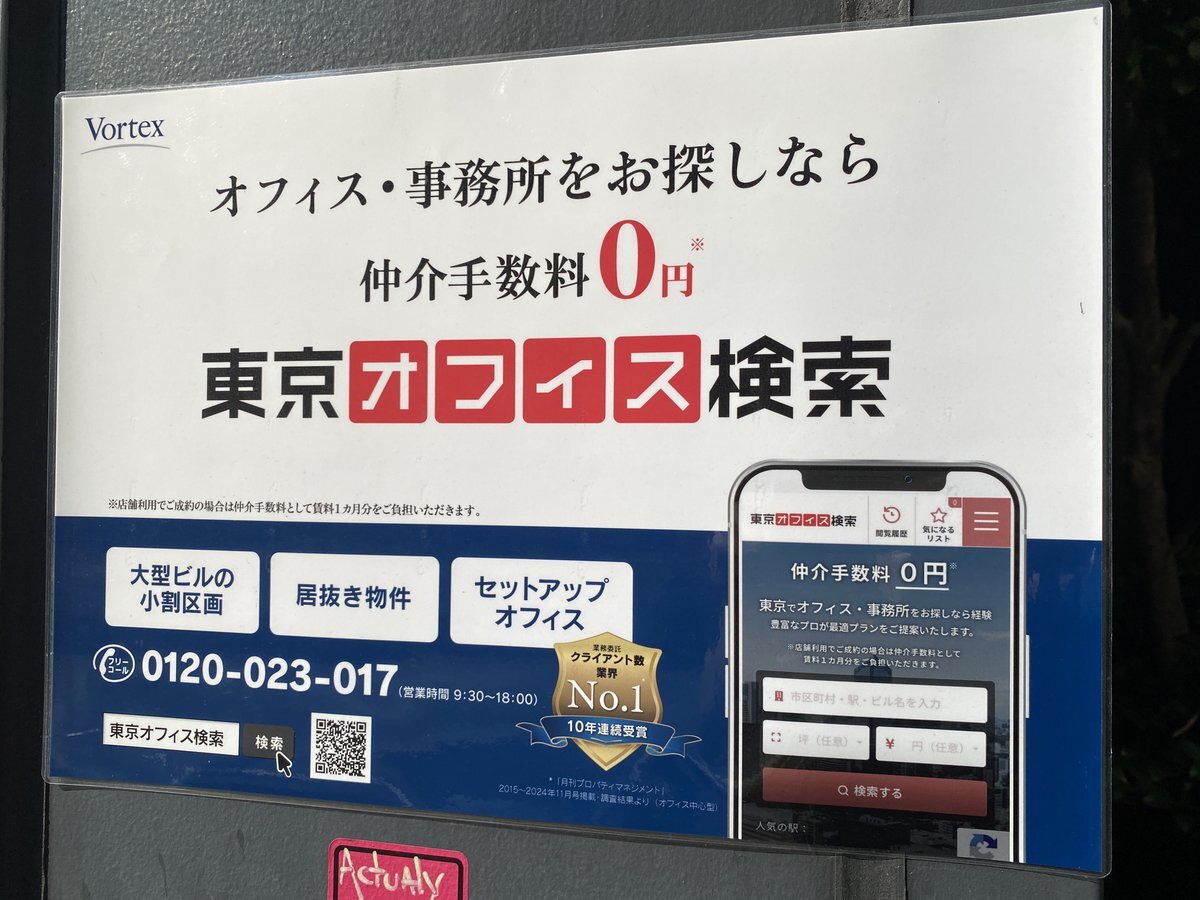 Vortex
オフィス・事務所をお探しなら
仲介手数料0円※
東京オフィス検索
※店舗利用でご成約の場合は仲介手数料として賃料1カ月分をご負担いただきます。
大型ビルの
小割区画
居抜き物件
セットアップ
オフィス
フリー
コール
0120-023-017(営業時間 9:30〜18:00)
東京オフィス検索
検索
業務委託
クライアント数
業界
No.1
10年連続受賞
*「月刊プロパティマネジメント」
2015〜2024年11月号掲載・調査結果より(オフィス中心型)
東京オフィス検索
閲覧履歴
0
気になる
リスト
仲介手数料 0円※
東京でオフィス・事務所をお探しなら経験
豊富なプロが最適プランをご提案いたします。
※店舗利用でご成約の場合は仲介手数料として
賃料1カ月分をご負担いただきます。
市区町村・駅・ビル名を入力
坪(任意)
¥ 円(任意)
検索する
人気の駅：
Actualy